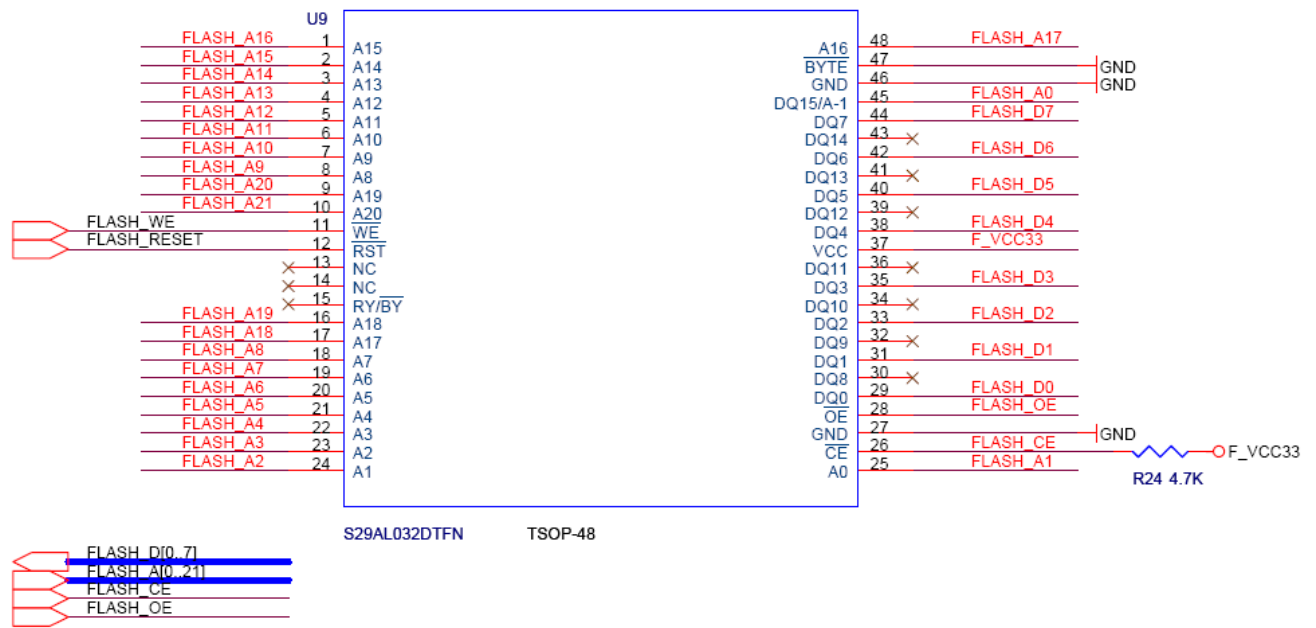 U9
FLASH_A16 1 A15 A16 48 FLASH_A17
FLASH_A15 2 A14 BYTE 47 GND
FLASH_A14 3 A13 GND 46 GND
FLASH_A13 4 A12 DQ15/A-1 45 FLASH_A0
FLASH_A12 5 A11 DQ7 44 FLASH_D7
FLASH_A11 6 A10 DQ14 43
FLASH_A10 7 A9 DQ6 42 FLASH_D6
FLASH_A9 8 A8 DQ13 41
FLASH_A20 9 A19 DQ5 40 FLASH_D5
FLASH_A21 10 A20 DQ12 39
FLASH_WE 11 WE DQ4 38 FLASH_D4
FLASH_RESET 12 RST VCC 37 F_VCC33
13 NC DQ11 36
14 NC DQ3 35 FLASH_D3
15 RY/BY DQ10 34
FLASH_A19 16 A18 DQ2 33 FLASH_D2
FLASH_A18 17 A17 DQ9 32
FLASH_A8 18 A7 DQ1 31 FLASH_D1
FLASH_A7 19 A6 DQ8 30
FLASH_A6 20 A5 DQ0 29 FLASH_D0
FLASH_A5 21 A4 OE 28 FLASH_OE
FLASH_A4 22 A3 GND 27 GND
FLASH_A3 23 A2 CE 26 FLASH_CE F_VCC33
FLASH_A2 24 A1 A0 25 FLASH_A1
R24 4.7K
S29AL032DTFN TSOP-48
FLASH_D[0..7]
FLASH_A[0..21]
FLASH_CE
FLASH_OE